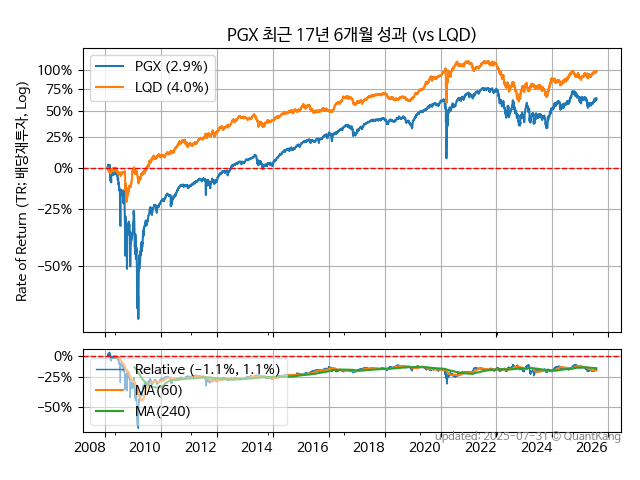 PGX 최근 17년 6개월 성과 (vs LQD)
PGX (2.9%)
LQD (4.0%)
100%
75%
50%
25%
0%
−25%
−50%
Rate of Return (TR: 배당재투자, Log)
0%
−25%
−50%
Relative (−1.1%, 1.1%)
MA(60)
MA(240)
2008 2010 2012 2014 2016 2018 2020 2022 2024 2026
Updated: 2025-07-31 © QuantKang